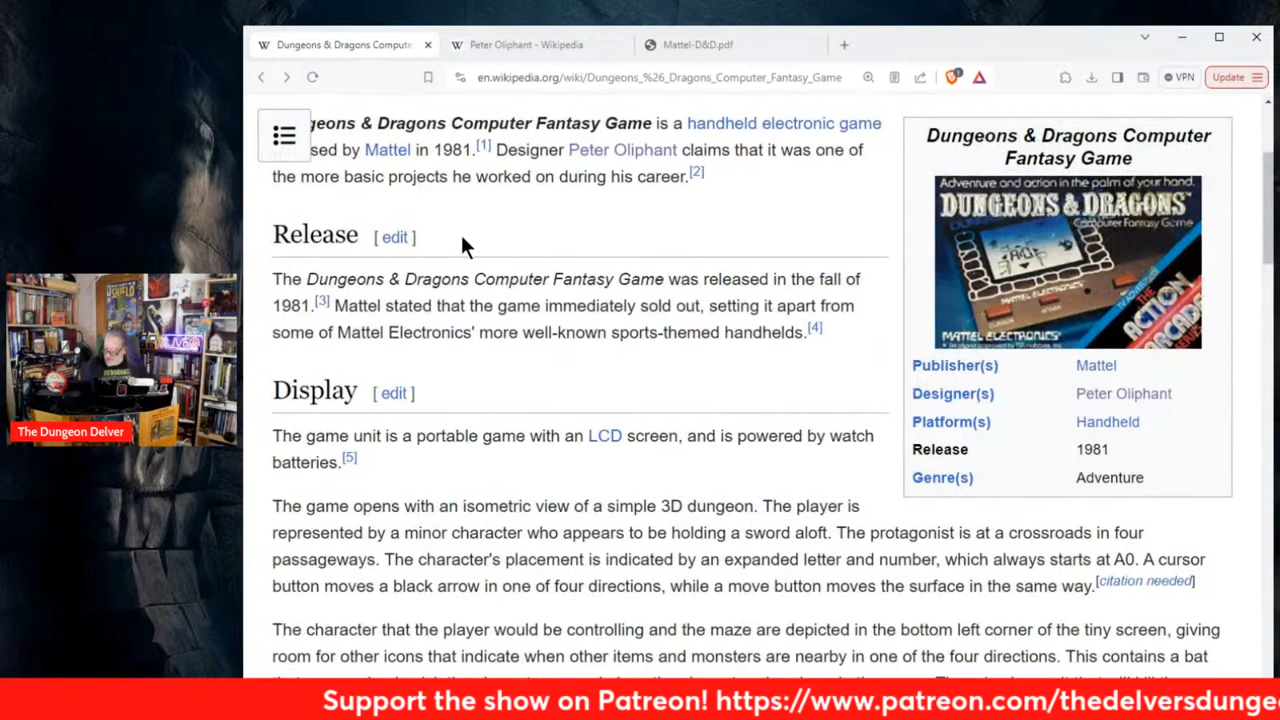 Dungeons & Dragons Compute
Peter Oliphant - Wikipedia
Mattel-D&D.pdf
en.wikipedia.org/wiki/Dungeons_%26_Dragons_Computer_Fantasy_Game
VPN
Update
geons & Dragons Computer Fantasy Game is a handheld electronic game
sed by Mattel in 1981.[1] Designer Peter Oliphant claims that it was one of
the more basic projects he worked on during his career.[2]
Release [ edit ]
The Dungeons & Dragons Computer Fantasy Game was released in the fall of
1981.[3] Mattel stated that the game immediately sold out, setting it apart from
some of Mattel Electronics' more well-known sports-themed handhelds.[4]
Display [ edit ]
The game unit is a portable game with an LCD screen, and is powered by watch
batteries.[5]
The game opens with an isometric view of a simple 3D dungeon. The player is
represented by a minor character who appears to be holding a sword aloft. The protagonist is at a crossroads in four
passageways. The character's placement is indicated by an expanded letter and number, which always starts at A0. A cursor
button moves a black arrow in one of four directions, while a move button moves the surface in the same way.[citation needed]
The character that the player would be controlling and the maze are depicted in the bottom left corner of the tiny screen, giving
room for other icons that indicate when other items and monsters are nearby in one of the four directions. This contains a bat
Dungeons & Dragons Computer
Fantasy Game
Adventure and action in the palm of your hand.
DUNGEONS & DRAGONS™
Computer Fantasy Game
MATTEL ELECTRONICS
ACTION
ARCADE
SERIES
MATTEL ELECTRONICS®
Publisher(s) Mattel
Designer(s) Peter Oliphant
Platform(s) Handheld
Release 1981
Genre(s) Adventure
SHIELD
The Dungeon Delver
Support the show on Patreon! https://www.patreon.com/thedelversdunge